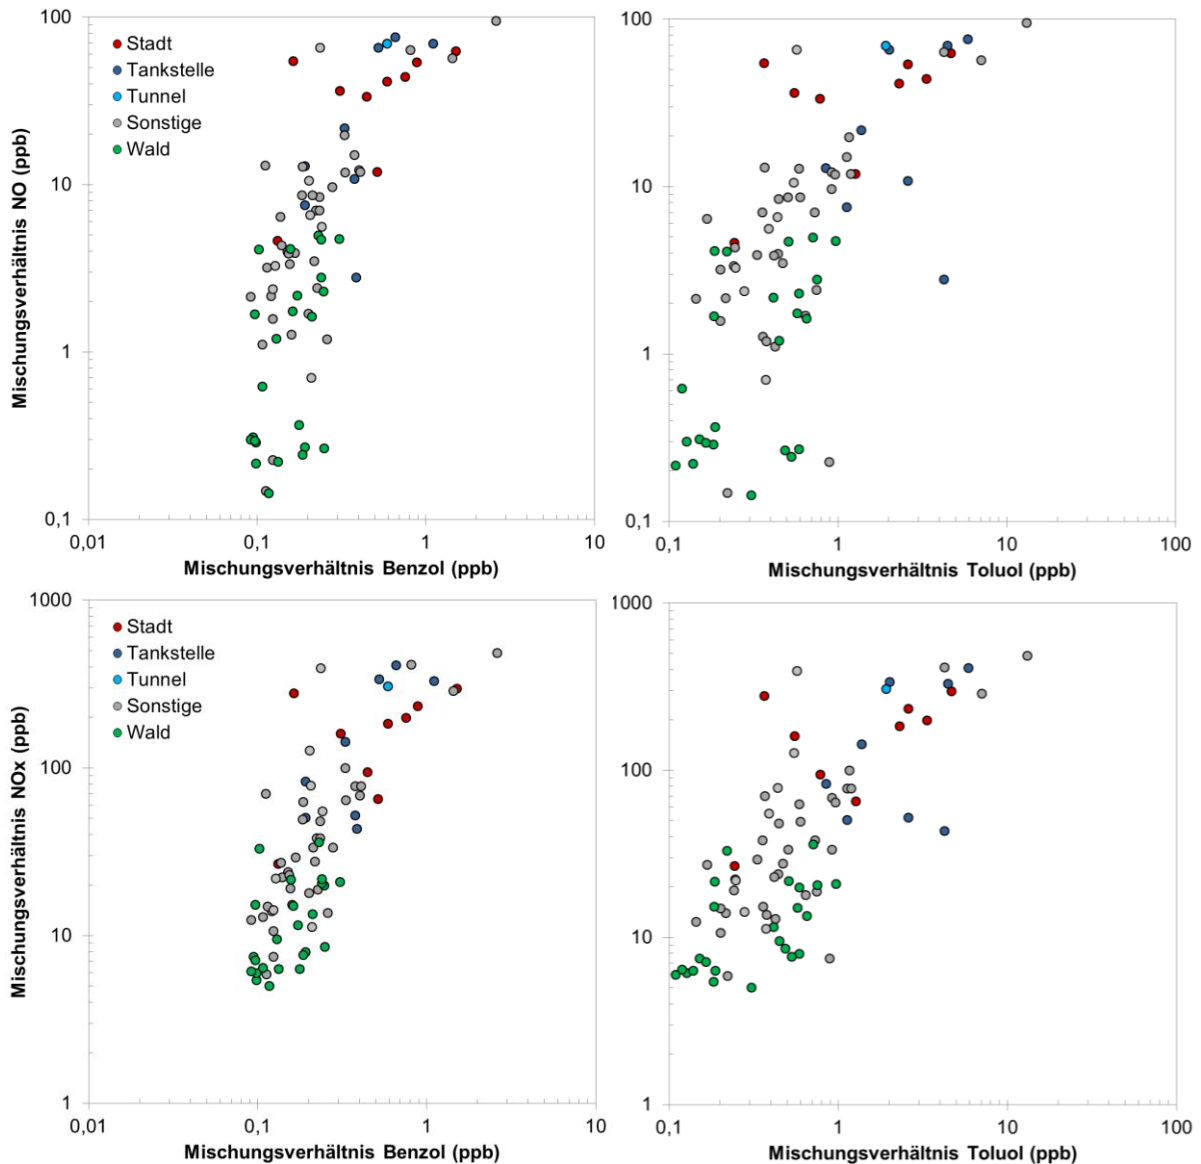 100
10
1
0,1
Mischungsverhältnis NO (ppb)
Stadt
Tankstelle
Tunnel
Sonstige
Wald
0,01
0,1
1
10
Mischungsverhältnis Benzol (ppb)
100
10
1
0,1
0,1
1
10
100
Mischungsverhältnis Toluol (ppb)
1000
100
10
1
Mischungsverhältnis NOx (ppb)
Stadt
Tankstelle
Tunnel
Sonstige
Wald
0,01
0,1
1
10
Mischungsverhältnis Benzol (ppb)
1000
100
10
1
0,1
1
10
100
Mischungsverhältnis Toluol (ppb)